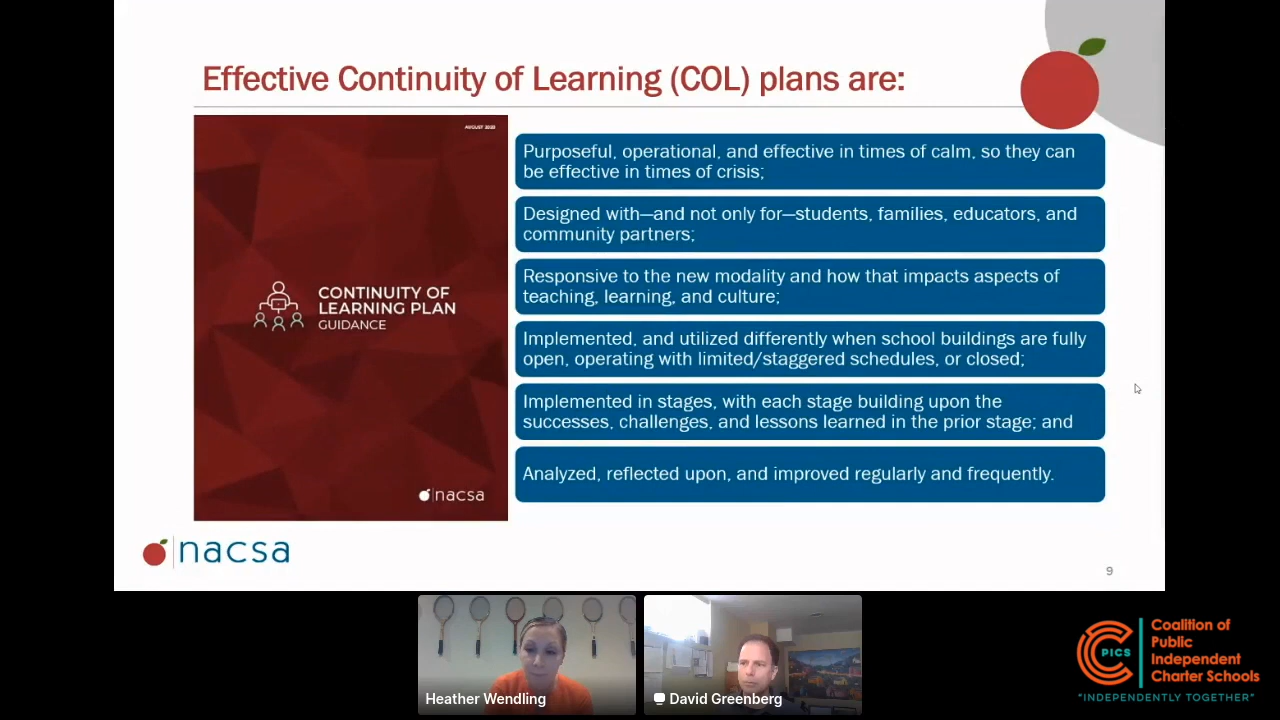 Effective Continuity of Learning (COL) plans are:
AUGUST 2020
CONTINUITY OF
LEARNING PLAN
GUIDANCE
nacsa
Purposeful, operational, and effective in times of calm, so they can
be effective in times of crisis;
Designed with—and not only for—students, families, educators, and
community partners;
Responsive to the new modality and how that impacts aspects of
teaching, learning, and culture;
Implemented, and utilized differently when school buildings are fully
open, operating with limited/staggered schedules, or closed;
Implemented in stages, with each stage building upon the
successes, challenges, and lessons learned in the prior stage; and
Analyzed, reflected upon, and improved regularly and frequently.
nacsa
9
Heather Wendling
David Greenberg
PICS
Coalition of
Public
Independent
Charter Schools
"INDEPENDENTLY TOGETHER"